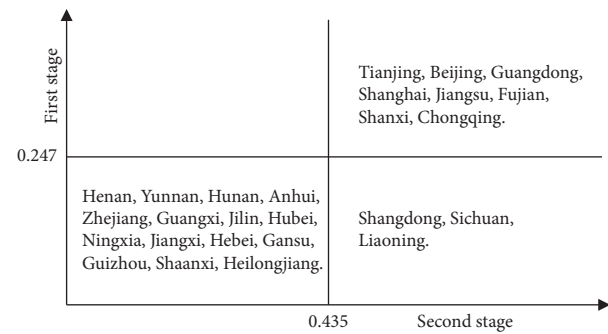 First stage
Tianjing, Beijing, Guangdong,
Shanghai, Jiangsu, Fujian,
Shanxi, Chongqing.
0.247
Henan, Yunnan, Hunan, Anhui,
Zhejiang, Guangxi, Jilin, Hubei,
Ningxia, Jiangxi, Hebei, Gansu,
Guizhou, Shaanxi, Heilongjiang.
Shangdong, Sichuan,
Liaoning.
0.435
Second stage